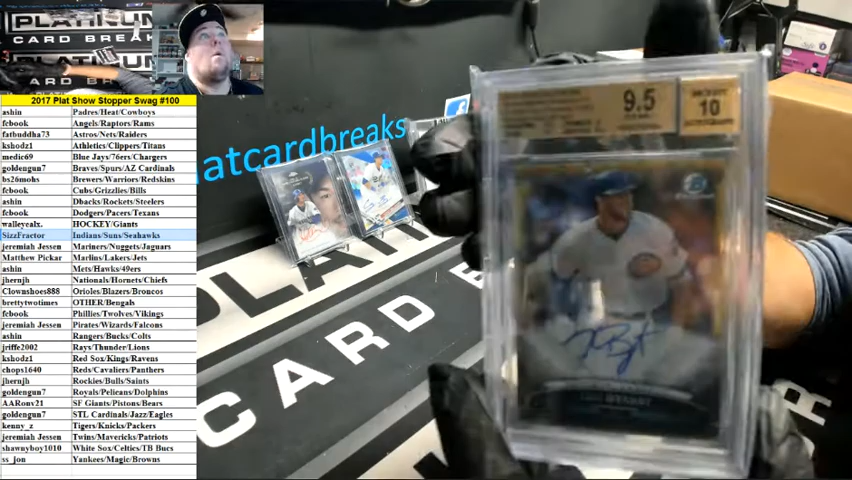 PLATINUM
CARD BREAK
2017 Plat Show Stopper Swag #100
ashin Padres/Heat/Cowboys
fcbook Angels/Raptors/Rams
fatbuddha73 Astros/Nets/Raiders
kshodz1 Athletics/Clippers/Titans
medic69 Blue Jays/76ers/Chargers
goldengun7 Braves/Spurs/AZ Cardinals
bs26mohs Brewers/Warriors/Redskins
fcbook Cubs/Grizzlies/Bills
ashin Dbacks/Rockets/Steelers
fcbook Dodgers/Pacers/Texans
walleyealx. HOCKEY/Giants
SizzFractor Indians/Suns/Seahawks
jeremiah Jessen Mariners/Nuggets/Jaguars
Matthew Pickar Marlins/Lakers/Jets
ashin Mets/Hawks/49ers
jhernjh Nationals/Hornets/Chiefs
Clownshoes888 Orioles/Blazers/Broncos
brettytwotimes OTHER/Bengals
fcbook Phillies/Twolves/Vikings
jeremiah Jessen Pirates/Wizards/Falcons
ashin Rangers/Bucks/Colts
jriffe2002 Rays/Thunder/Lions
kshodz1 Red Sox/Kings/Ravens
chops1640 Reds/Cavaliers/Panthers
jhernjh Rockies/Bulls/Saints
goldengun7 Royals/Pelicans/Dolphins
AARon21 SF Giants/Pistons/Bears
goldengun7 STL Cardinals/Jazz/Eagles
kenny_z Tigers/Knicks/Packers
jeremiah Jessen Twins/Mavericks/Patriots
shawnyboy1010 White Sox/Celtics/TB Bucs
ss_jon Yankees/Magic/Browns
atcardbreaks
PLATINUM
CARD BREAK
9.5
10
BRYANT